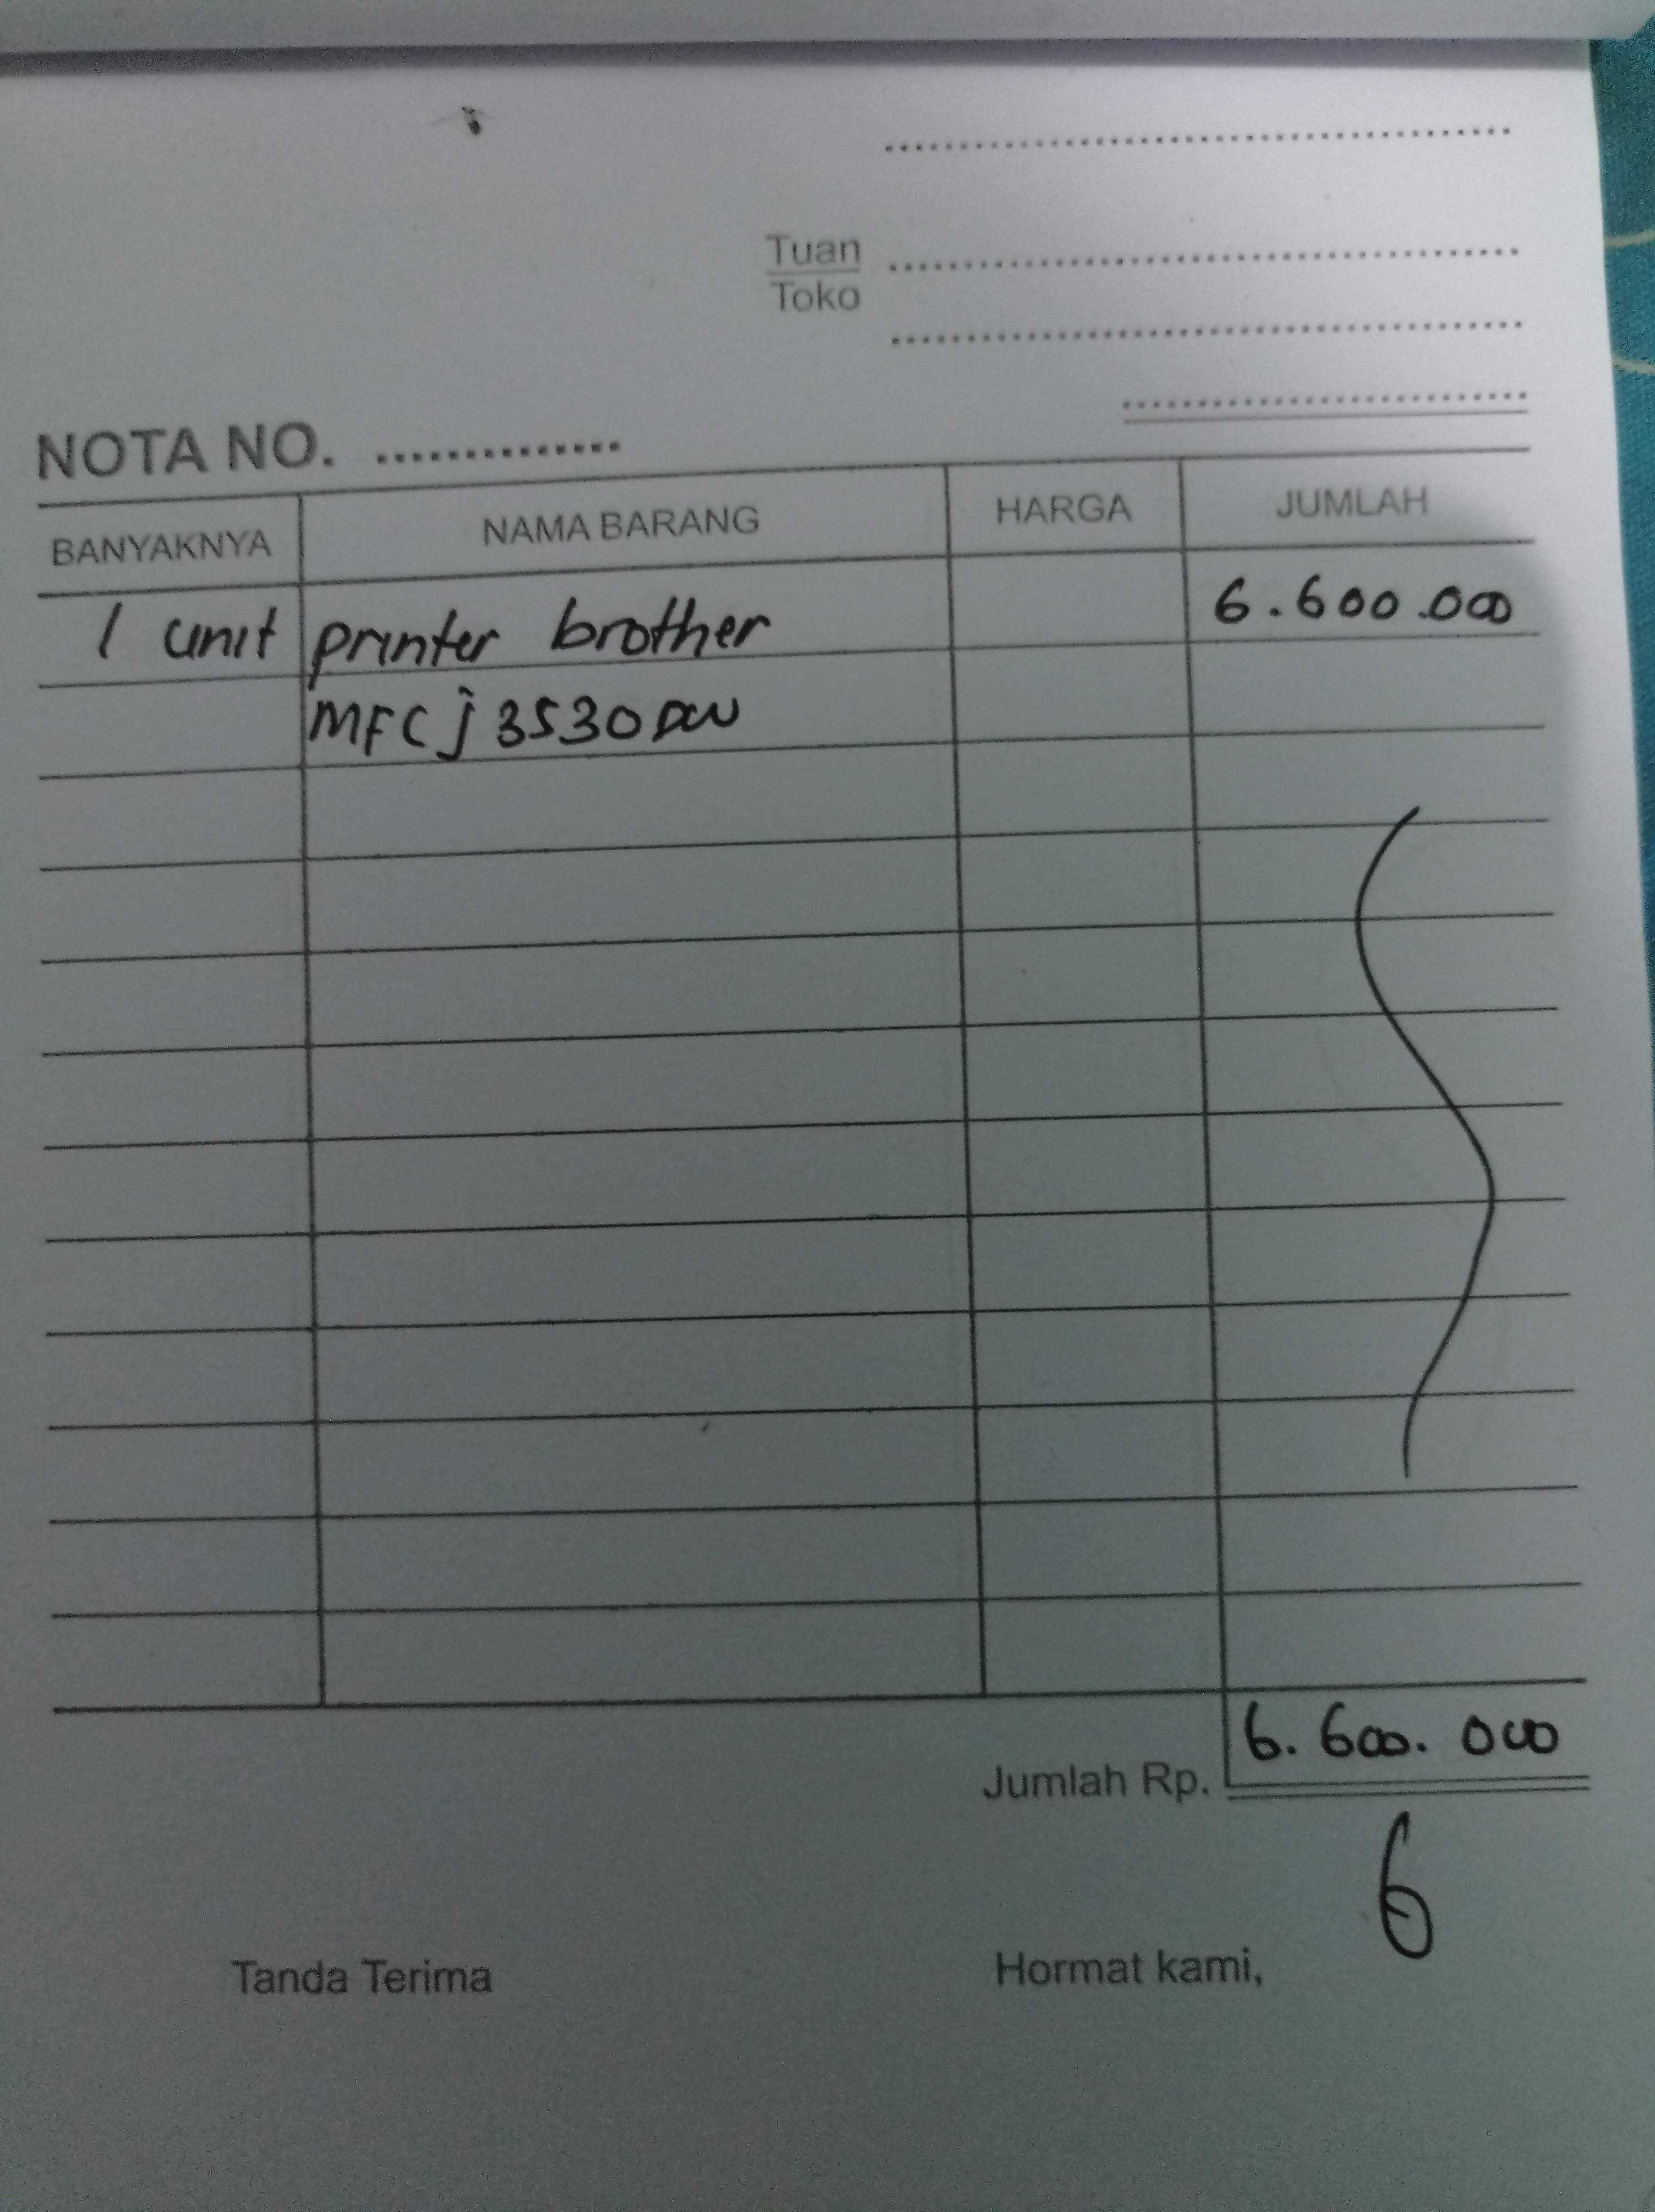 Tuan
Toko
NOTA NO. ..............
BANYAKNYA NAMA BARANG HARGA JUMLAH
1 unit printer brother 6.600.000
MFC j 3530 DW
Jumlah Rp. 6.600.000
Tanda Terima Hormat kami,